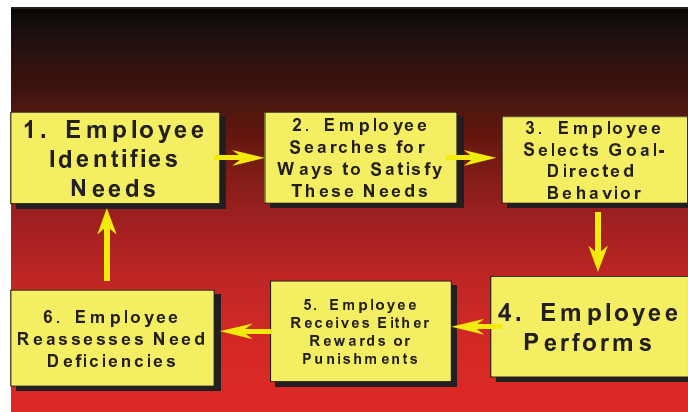 1. Employee
Identifies
Needs
2. Employee
Searches for
Ways to Satisfy
These Needs
3. Employee
Selects Goal-
Directed
Behavior
4. Employee
Performs
5. Employee
Receives Either
Rewards or
Punishments
6. Employee
Reassesses Need
Deficiencies